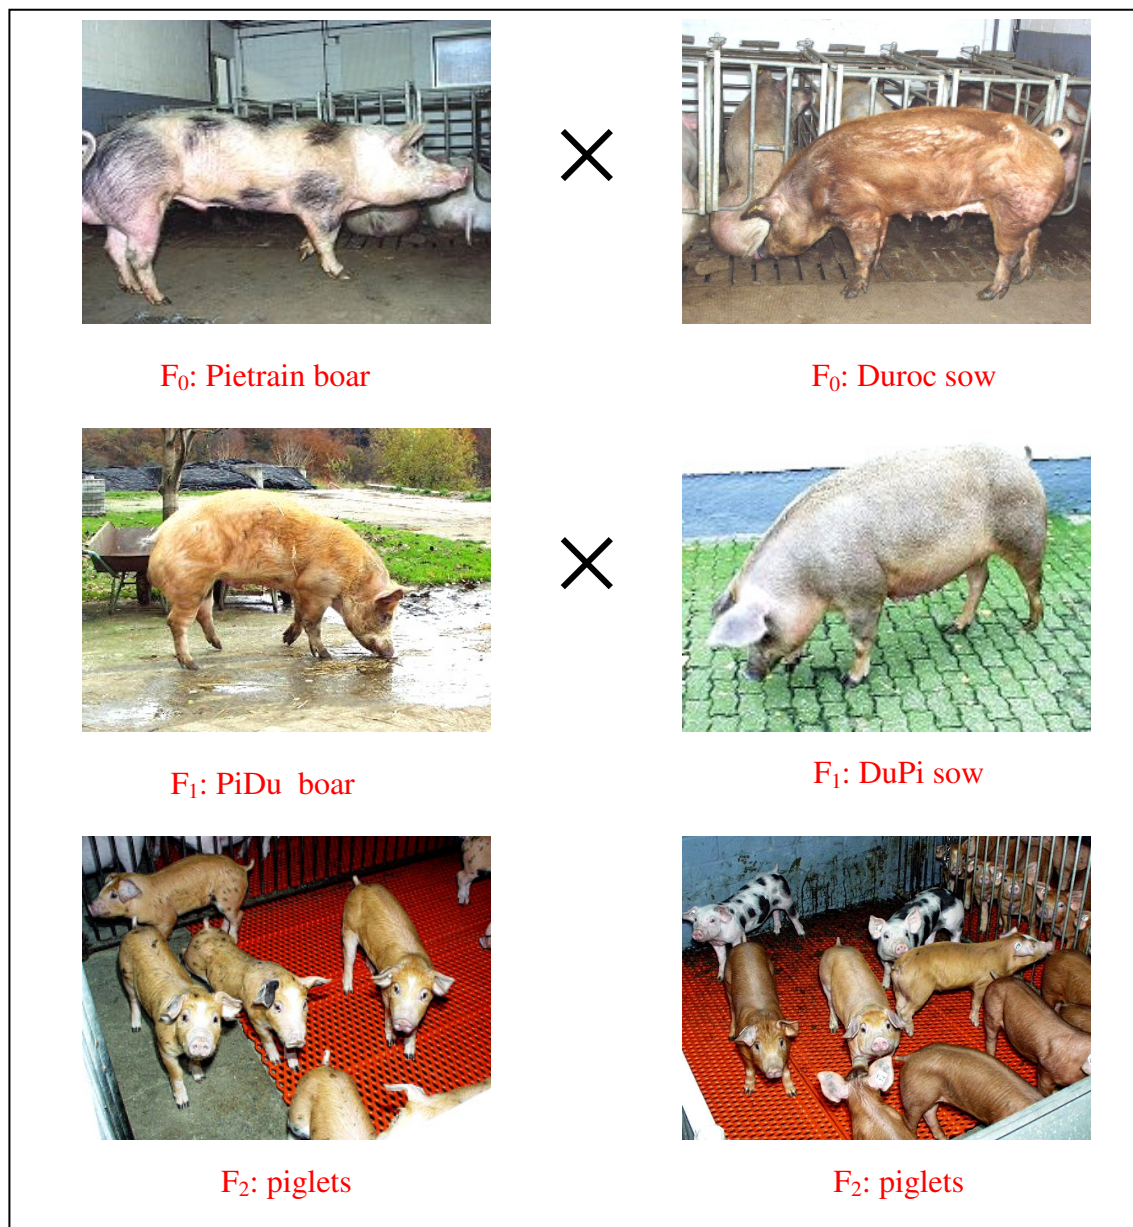 F₀: Pietrain boar
F₀: Duroc sow
F₁: PiDu boar
F₁: DuPi sow
F₂: piglets
F₂: piglets